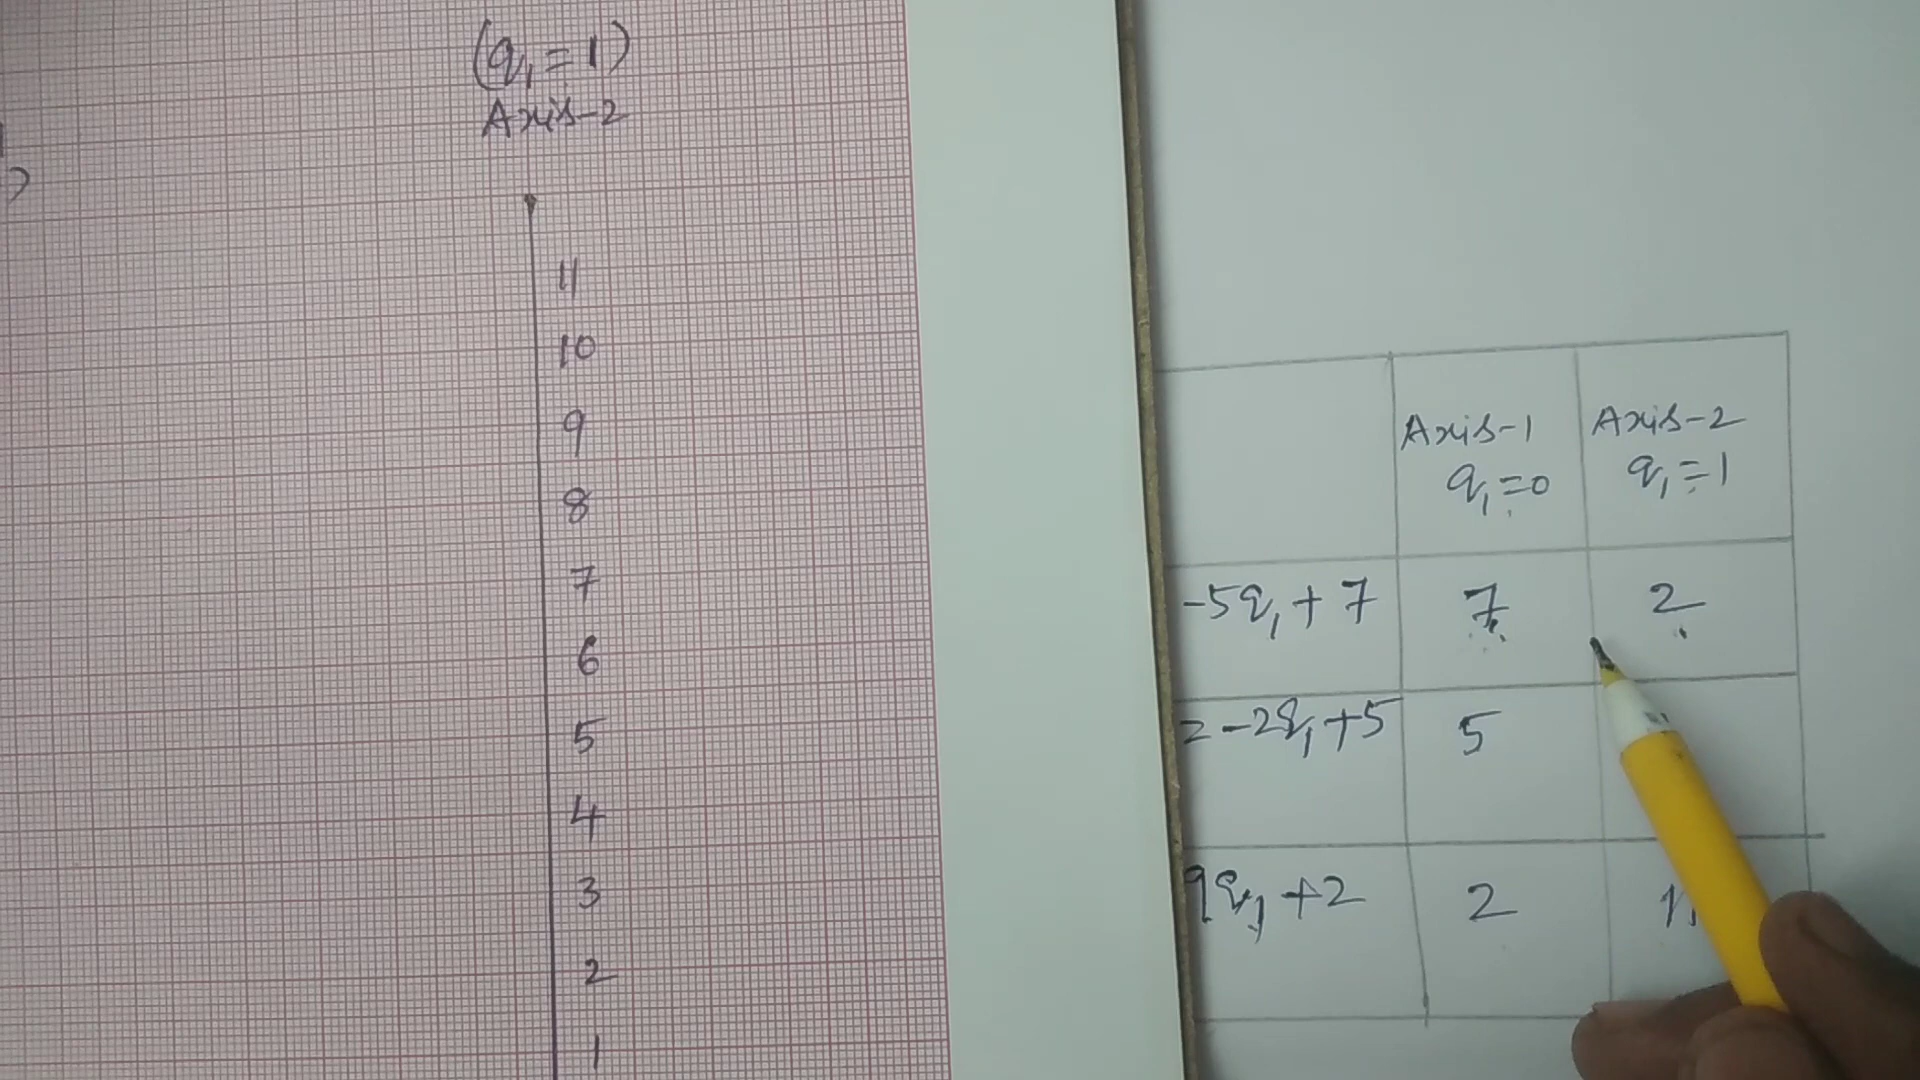 (q₁ = 1)
Axis-2
11
10
9
8
7
6
5
4
3
2
1
Axis-1 Axis-2
q₁ = 0 q₁ = 1
-5q₁ + 7 7 2
-2q₁ + 5 5
9q₁ + 2 2